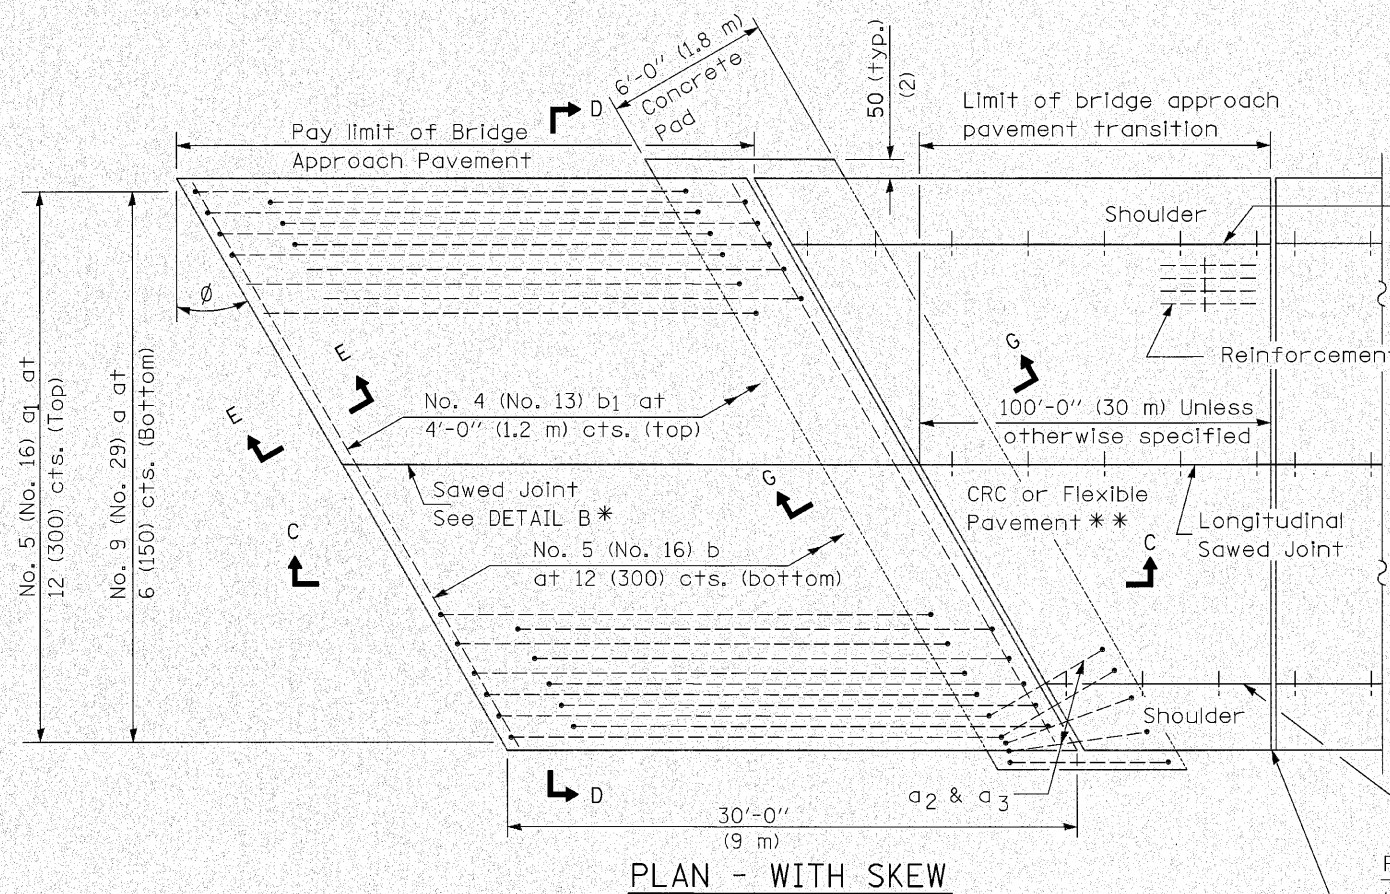 6'-0" (1.8 m)
Concrete
Pad
50 (typ.)
(2)
D
Pay limit of Bridge
Approach Pavement
Limit of bridge approach
pavement transition
Shoulder
Ø
No. 5 (No. 16) a1 at
12 (300) cts. (Top)
No. 9 (No. 29) a at
6 (150) cts. (Bottom)
E
E
G
Reinforcement
No. 4 (No. 13) b1 at
4'-0" (1.2 m) cts. (top)
100'-0" (30 m) Unless
otherwise specified
Sawed Joint
See DETAIL B *
G
CRC or Flexible
Pavement * *
Longitudinal
Sawed Joint
No. 5 (No. 16) b
at 12 (300) cts. (bottom)
C
C
Shoulder
D
a2 & a3
30'-0"
(9 m)
PLAN - WITH SKEW